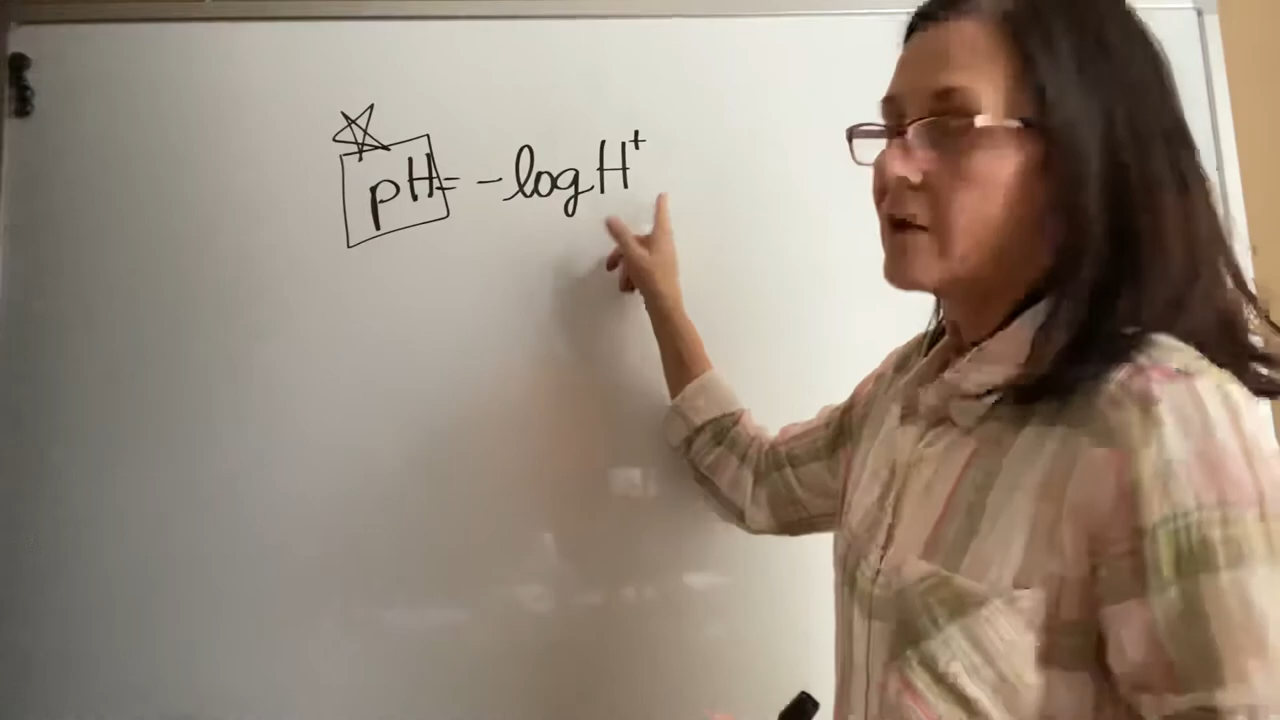 pH = -log H⁺